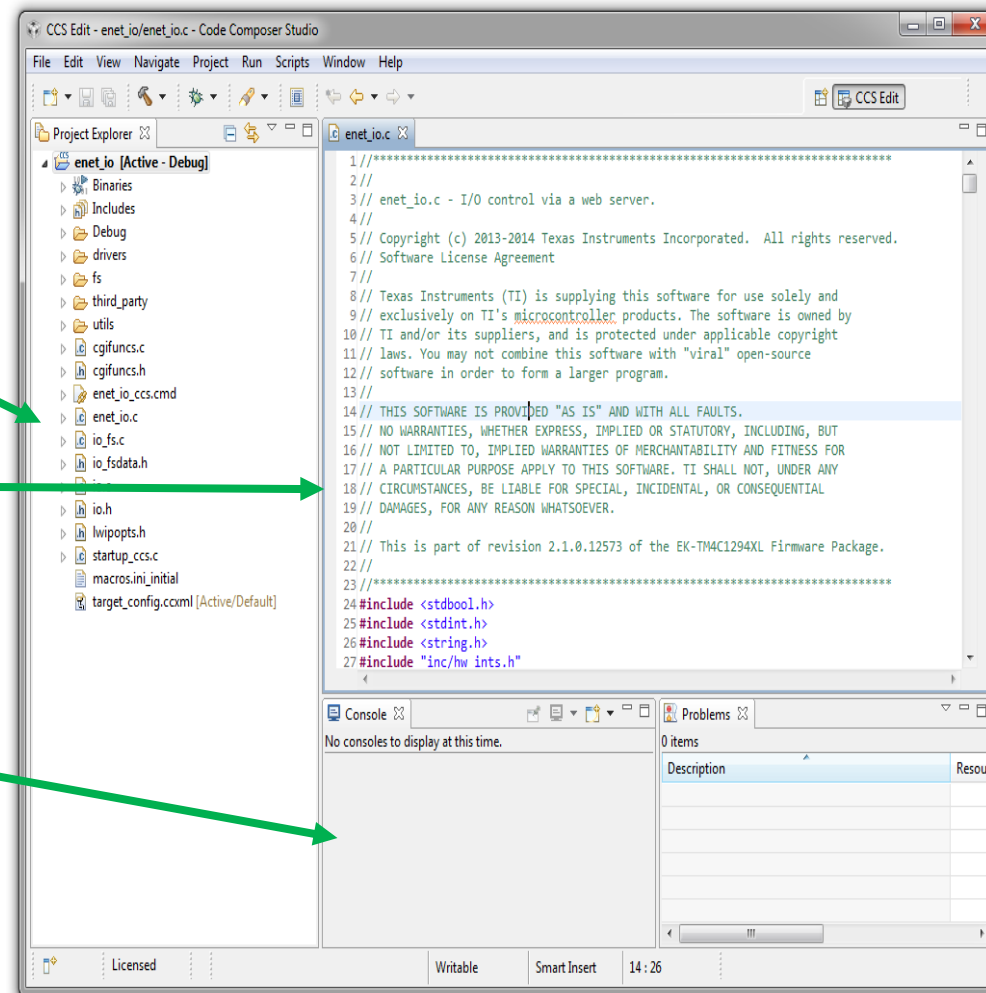 CCS Edit - enet_io/enet_io.c - Code Composer Studio
File Edit View Navigate Project Run Scripts Window Help
CCS Edit
Project Explorer
enet_io [Active - Debug]
Binaries
Includes
Debug
drivers
fs
third_party
utils
cgifuncs.c
cgifuncs.h
enet_io_ccs.cmd
enet_io.c
io_fs.c
io_fsdata.h
io.h
lwipopts.h
startup_ccs.c
macros.ini_initial
target_config.ccxml [Active/Default]
enet_io.c
1 //*****************************************************************************
2 //
3 // enet_io.c - I/O control via a web server.
4 //
5 // Copyright (c) 2013-2014 Texas Instruments Incorporated.  All rights reserved.
6 // Software License Agreement
7 //
8 // Texas Instruments (TI) is supplying this software for use solely and
9 // exclusively on TI's microcontroller products. The software is owned by
10 // TI and/or its suppliers, and is protected under applicable copyright
11 // laws. You may not combine this software with "viral" open-source
12 // software in order to form a larger program.
13 //
14 // THIS SOFTWARE IS PROVIDED "AS IS" AND WITH ALL FAULTS.
15 // NO WARRANTIES, WHETHER EXPRESS, IMPLIED OR STATUTORY, INCLUDING, BUT
16 // NOT LIMITED TO, IMPLIED WARRANTIES OF MERCHANTABILITY AND FITNESS FOR
17 // A PARTICULAR PURPOSE APPLY TO THIS SOFTWARE. TI SHALL NOT, UNDER ANY
18 // CIRCUMSTANCES, BE LIABLE FOR SPECIAL, INCIDENTAL, OR CONSEQUENTIAL
19 // DAMAGES, FOR ANY REASON WHATSOEVER.
20 //
21 // This is part of revision 2.1.0.12573 of the EK-TM4C1294XL Firmware Package.
22 //
23 //*****************************************************************************
24 #include <stdbool.h>
25 #include <stdint.h>
26 #include <string.h>
27 #include "inc/hw_ints.h"
Console
No consoles to display at this time.
Problems
0 items
Description Resou
Licensed Writable Smart Insert 14 : 26